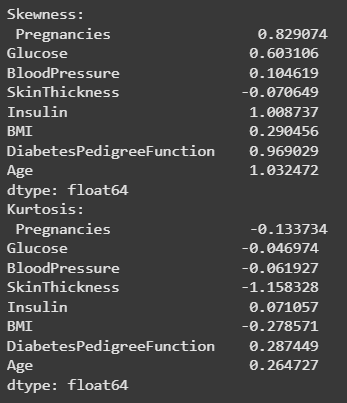 Skewness:
 Pregnancies                 0.829074
Glucose                     0.603106
BloodPressure               0.104619
SkinThickness              -0.070649
Insulin                     1.008737
BMI                         0.290456
DiabetesPedigreeFunction    0.969029
Age                         1.032472
dtype: float64
Kurtosis:
 Pregnancies                -0.133734
Glucose                    -0.046974
BloodPressure              -0.061927
SkinThickness              -1.158328
Insulin                     0.071057
BMI                        -0.278571
DiabetesPedigreeFunction    0.287449
Age                         0.264727
dtype: float64